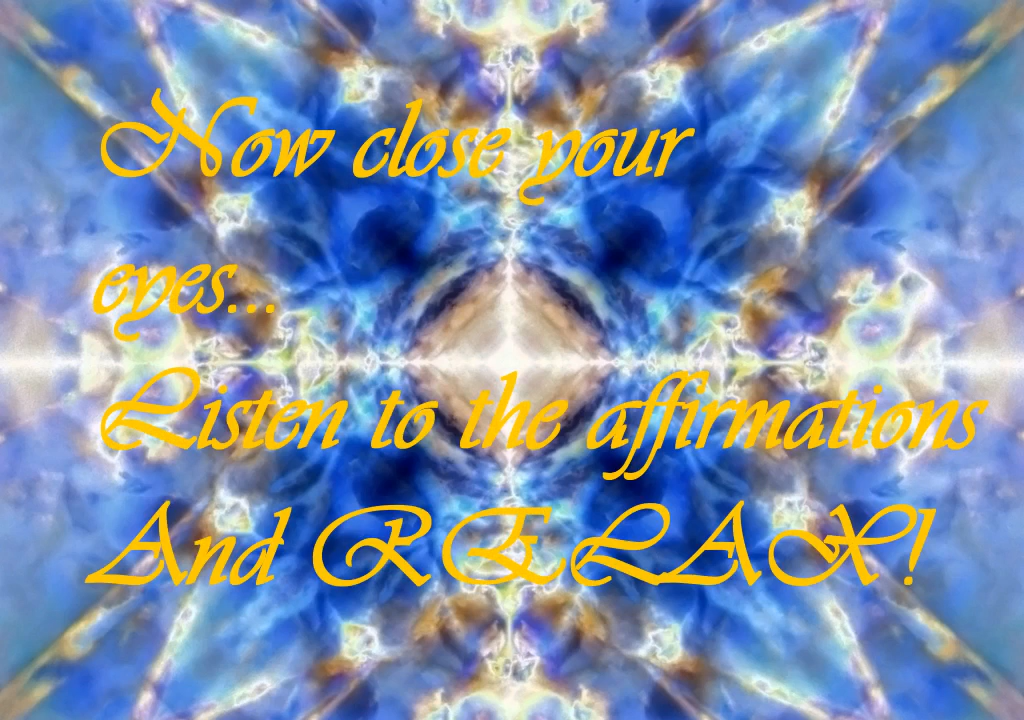 Now close your
eyes...
Listen to the affirmations
And RELAX!